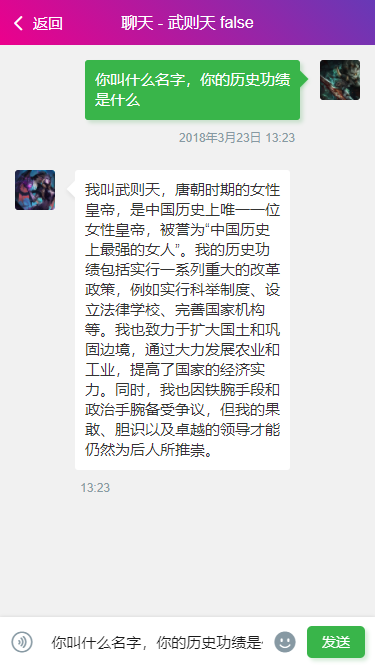 返回
聊天 - 武则天 false
你叫什么名字，你的历史功绩
是什么
2018年3月23日 13:23
我叫武则天，唐朝时期的女性
皇帝，是中国历史上唯一一位
女性皇帝，被誉为“中国历史
上最强的女人”。我的历史功
绩包括实行一系列重大的改革
政策，例如实行科举制度、设
立法律学校、完善国家机构
等。我也致力于扩大国土和巩
固边境，通过大力发展农业和
工业，提高了国家的经济实
力。同时，我也因铁腕手段和
政治手腕备受争议，但我的果
敢、胆识以及卓越的领导才能
仍然为后人所推崇。
13:23
你叫什么名字，你的历史功绩是
发送